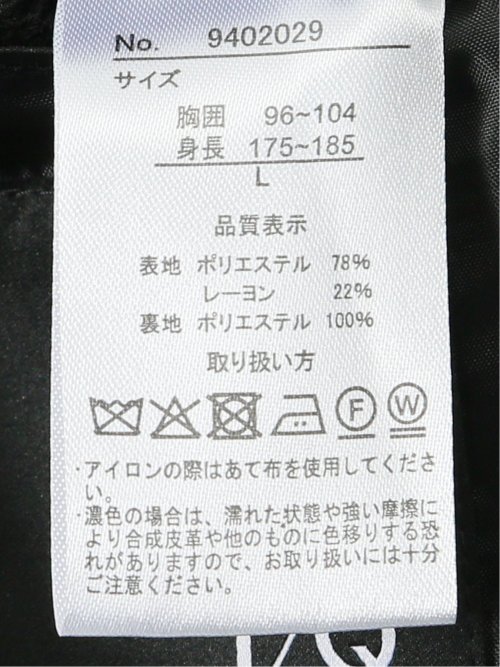 No. 9402029
サイズ
胸囲 96~104
身長 175~185
L
品質表示
表地 ポリエステル 78%
レーヨン 22%
裏地 ポリエステル 100%
取り扱い方
F W
・アイロンの際はあて布を使用してくださ
い。
・濃色の場合は、濡れた状態や強い摩擦に
より合成皮革や他のものに色移りする恐
れがありますので、お取り扱いには十分
ご注意ください。